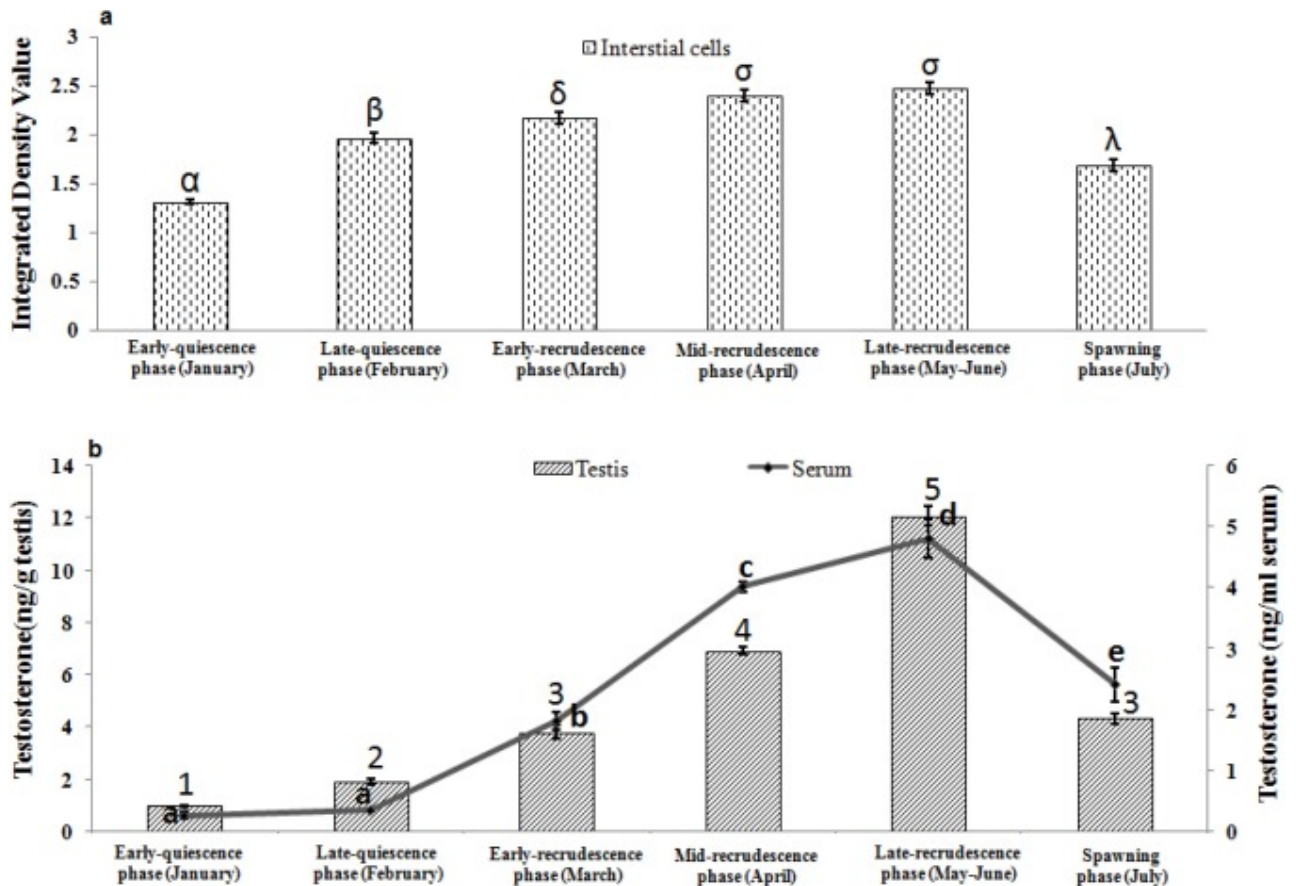 a
3
Interstial cells
2.5
2
1.5
1
0.5
0
Integrated Density Value
α
β
δ
σ
σ
λ
Early-quiescence
phase (January)
Late-quiescence
phase (February)
Early-recrudescence
phase (March)
Mid-recrudescence
phase (April)
Late-recrudescence
phase (May-June)
Spawning
phase (July)
b
14
12
10
8
6
4
2
0
Testosterone(ng/g testis)
Testis
Serum
6
5
4
3
2
1
0
Testosterone (ng/ml serum)
1
a
2
a
3
b
c
4
5
d
e
3
Early-quiescence
phase (January)
Late-quiescence
phase (February)
Early-recrudescence
phase (March)
Mid-recrudescence
phase (April)
Late-recrudescence
phase (May-June)
Spawning
phase (July)